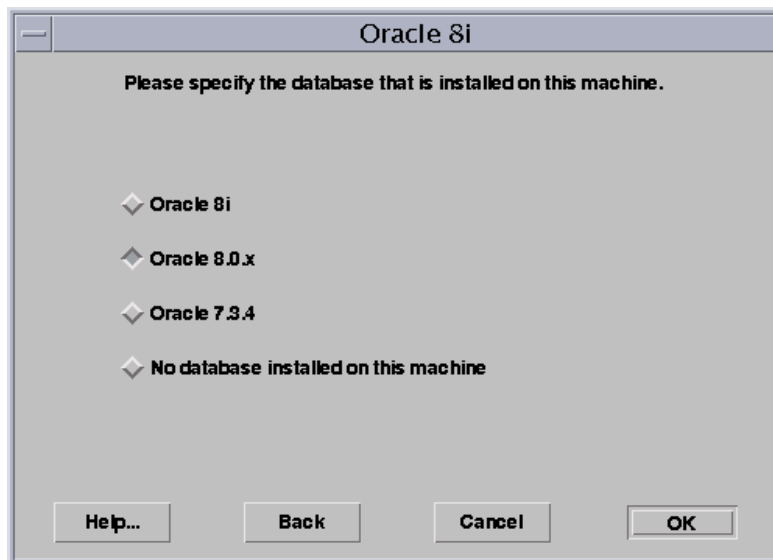 Oracle 8i
Please specify the database that is installed on this machine.
Oracle 8i
Oracle 8.0.x
Oracle 7.3.4
No database installed on this machine
Help... Back Cancel OK